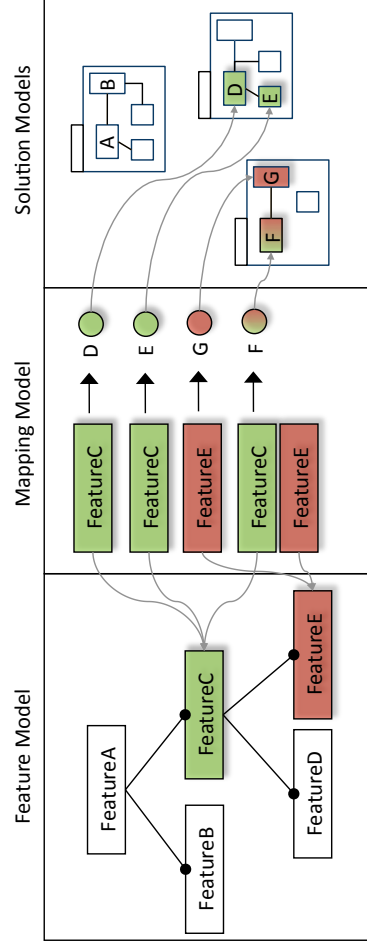 Feature Model
Mapping Model
Solution Models
FeatureA
FeatureB
FeatureC
FeatureD
FeatureE
FeatureC
D
FeatureC
E
FeatureE
G
FeatureC
FeatureE
F
A
B
D
E
G
F